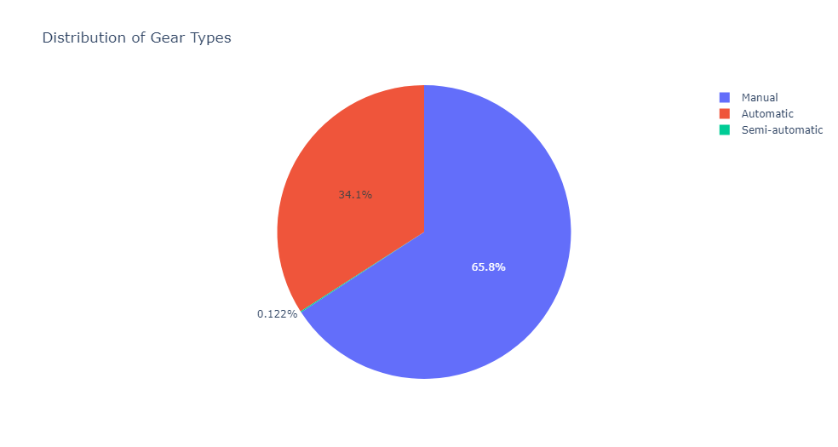 Distribution of Gear Types
Manual
Automatic
Semi-automatic
34.1%
65.8%
0.122%